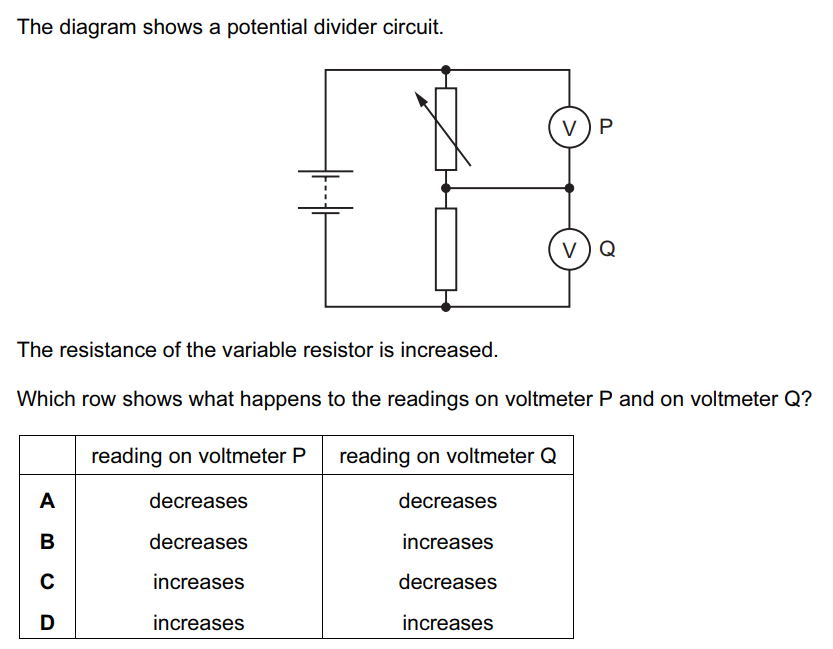 The diagram shows a potential divider circuit.
V P
V Q
The resistance of the variable resistor is increased.
Which row shows what happens to the readings on voltmeter P and on voltmeter Q?
reading on voltmeter P reading on voltmeter Q
A decreases decreases
B decreases increases
C increases decreases
D increases increases